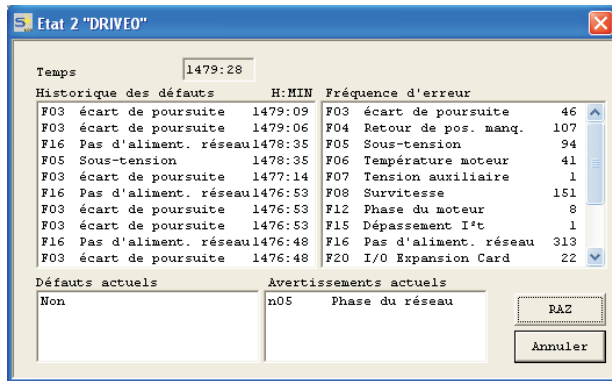 S Etat 2 "DRIVE0"
Temps 1479:28
Historique des défauts H:MIN
F03 écart de poursuite 1479:09
F03 écart de poursuite 1479:06
F16 Pas d'aliment. réseau 1478:35
F05 Sous-tension 1478:35
F03 écart de poursuite 1477:14
F16 Pas d'aliment. réseau 1476:53
F03 écart de poursuite 1476:53
F03 écart de poursuite 1476:53
F16 Pas d'aliment. réseau 1476:48
F03 écart de poursuite 1476:48
Fréquence d'erreur
F03 écart de poursuite 46
F04 Retour de pos. manq. 107
F05 Sous-tension 94
F06 Température moteur 41
F07 Tension auxiliaire 1
F08 Survitesse 151
F12 Phase du moteur 8
F15 Dépassement I²t 1
F16 Pas d'aliment. réseau 313
F20 I/O Expansion Card 22
Défauts actuels
Non
Avertissements actuels
n05 Phase du réseau
RAZ
Annuler